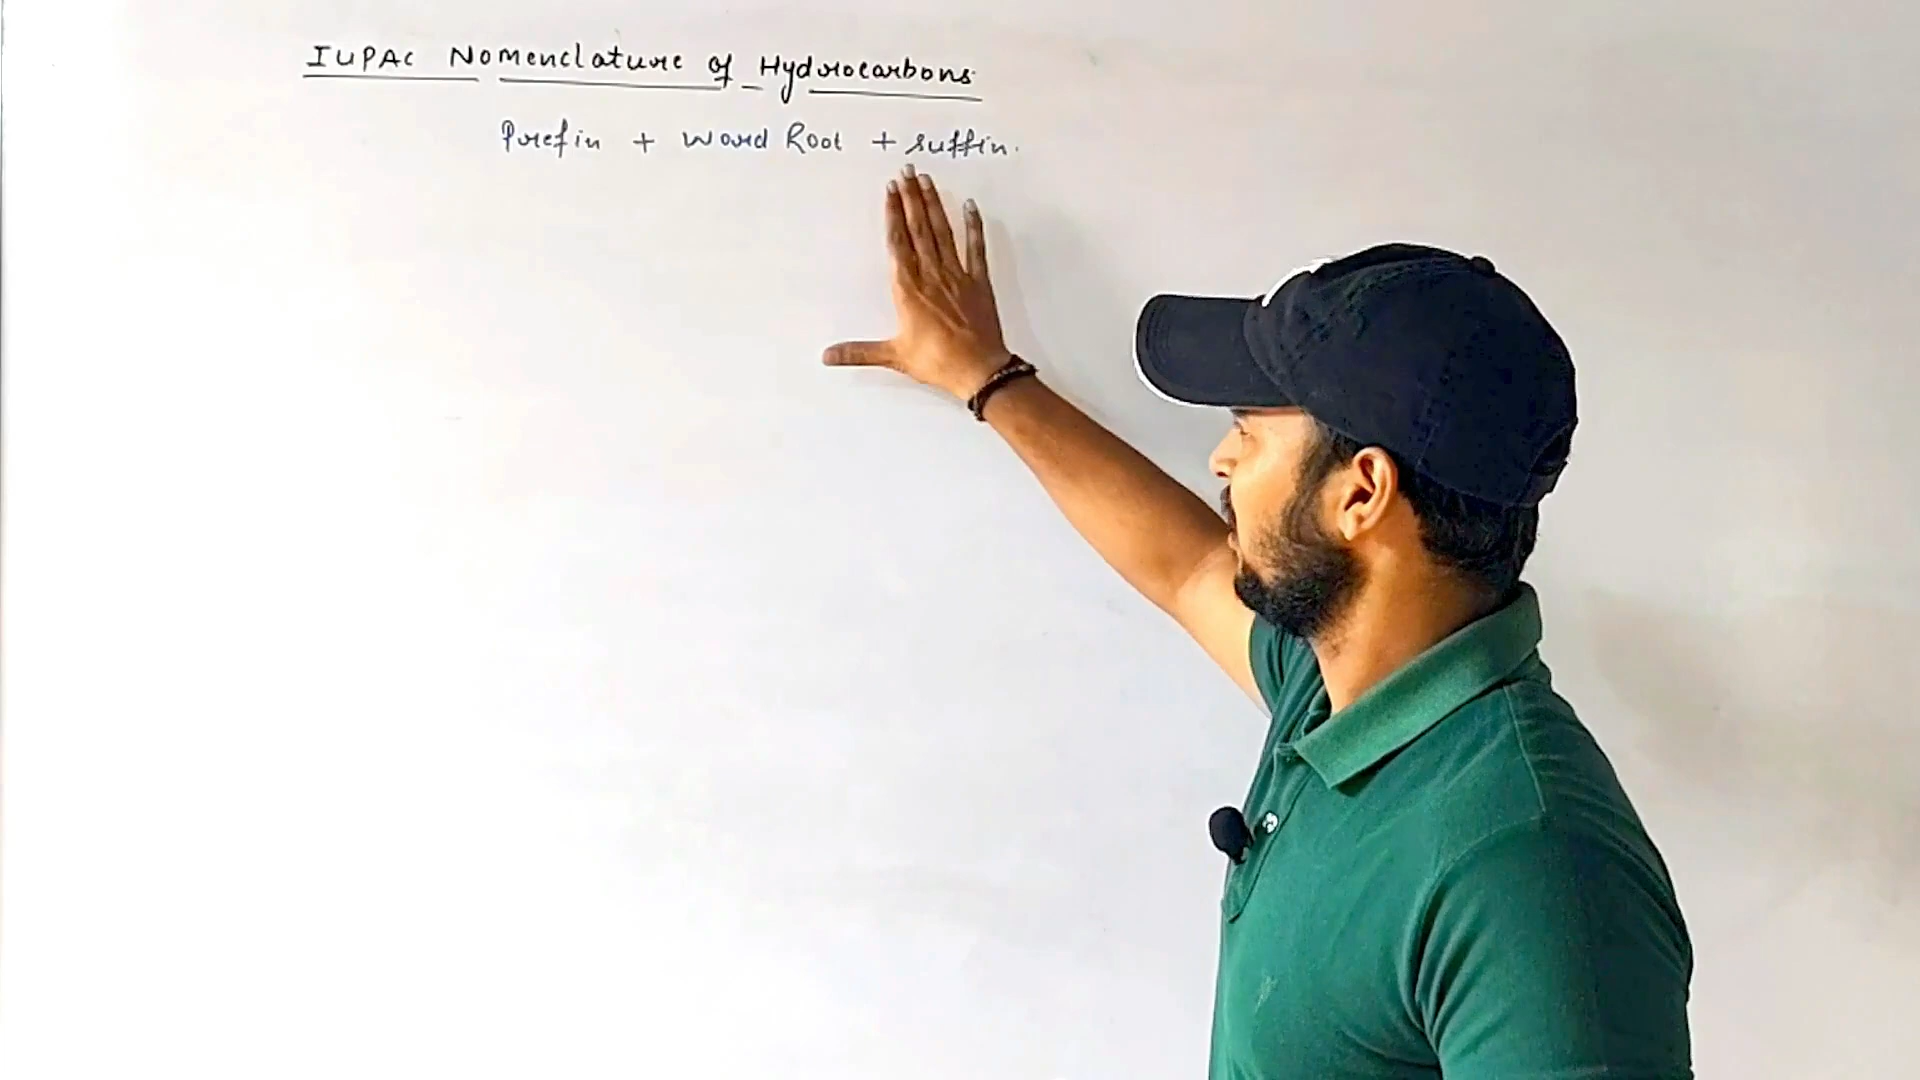 IUPAC Nomenclature of Hydrocarbons
Prefix + Word Root + suffix.